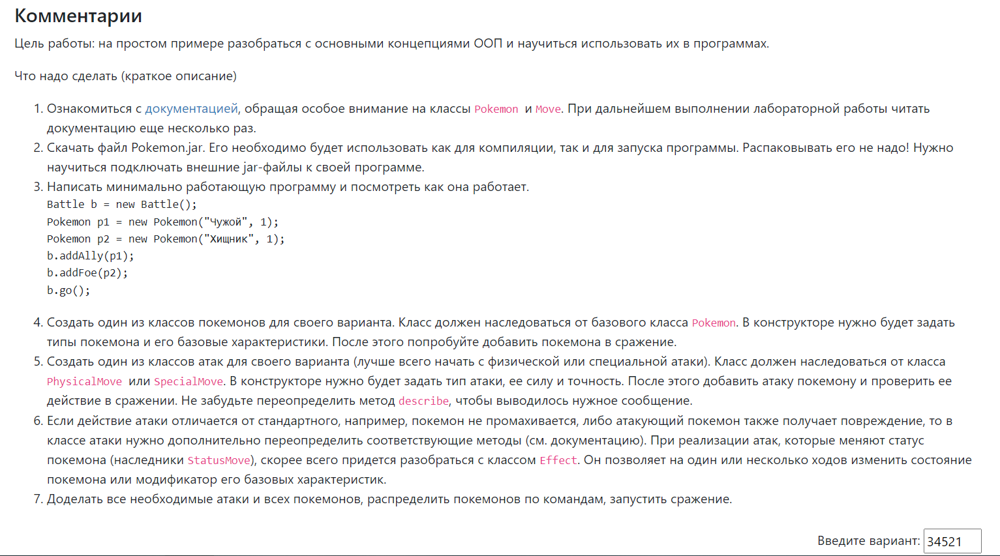 Комментарии
Цель работы: на простом примере разобраться с основными концепциями ООП и научиться использовать их в программах.
Что надо сделать (краткое описание)
1. Ознакомиться с документацией, обращая особое внимание на классы Pokemon и Move. При дальнейшем выполнении лабораторной работы читать
документацию еще несколько раз.
2. Скачать файл Pokemon.jar. Его необходимо будет использовать как для компиляции, так и для запуска программы. Распаковывать его не надо! Нужно
научиться подключать внешние jar-файлы к своей программе.
3. Написать минимально работающую программу и посмотреть как она работает.
Battle b = new Battle();
Pokemon p1 = new Pokemon("Чужой", 1);
Pokemon p2 = new Pokemon("Хищник", 1);
b.addAlly(p1);
b.addFoe(p2);
b.go();
4. Создать один из классов покемонов для своего варианта. Класс должен наследоваться от базового класса Pokemon. В конструкторе нужно будет задать
типы покемона и его базовые характеристики. После этого попробуйте добавить покемона в сражение.
5. Создать один из классов атак для своего варианта (лучше всего начать с физической или специальной атаки). Класс должен наследоваться от класса
PhysicalMove или SpecialMove. В конструкторе нужно будет задать тип атаки, ее силу и точность. После этого добавить атаку покемону и проверить ее
действие в сражении. Не забудьте переопределить метод describe, чтобы выводилось нужное сообщение.
6. Если действие атаки отличается от стандартного, например, покемон не промахивается, либо атакующий покемон также получает повреждение, то в
классе атаки нужно дополнительно переопределить соответствующие методы (см. документацию). При реализации атак, которые меняют статус
покемона (наследники StatusMove), скорее всего придется разобраться с классом Effect. Он позволяет на один или несколько ходов изменить состояние
покемона или модификатор его базовых характеристик.
7. Доделать все необходимые атаки и всех покемонов, распределить покемонов по командам, запустить сражение.
Введите вариант: 34521